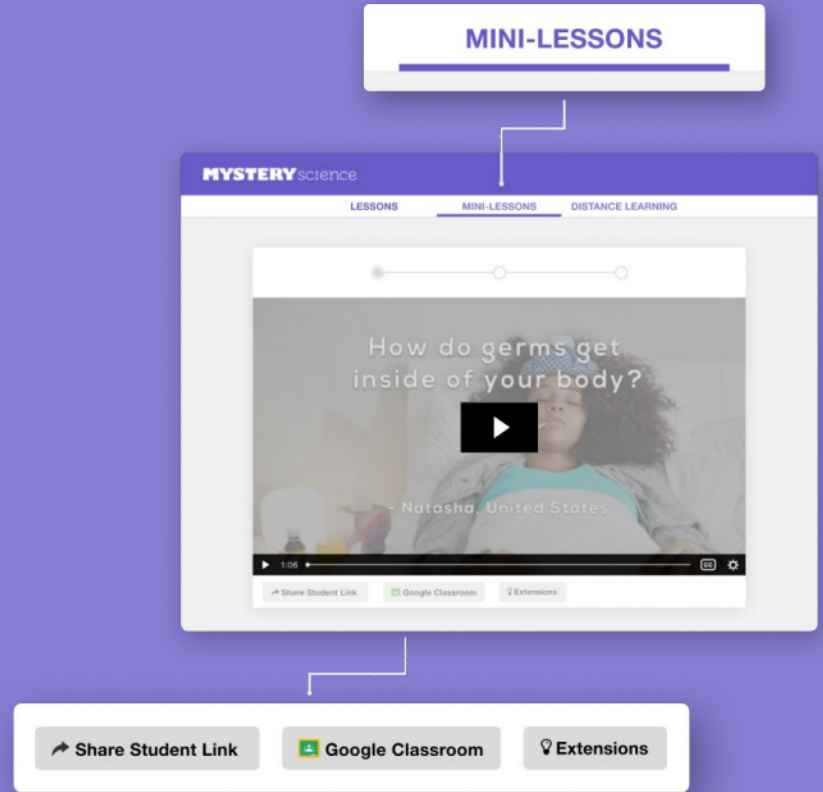 MINI-LESSONS
MYSTERY science
LESSONS MINI-LESSONS DISTANCE LEARNING
How do germs get
inside of your body?
- Natasha, United States
1:06 CC
Share Student Link Google Classroom Extensions
Share Student Link Google Classroom Extensions